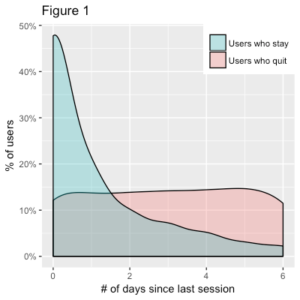 Figure 1
50%
40%
30%
20%
10%
0%
% of users
Users who stay
Users who quit
0 2 4 6
# of days since last session